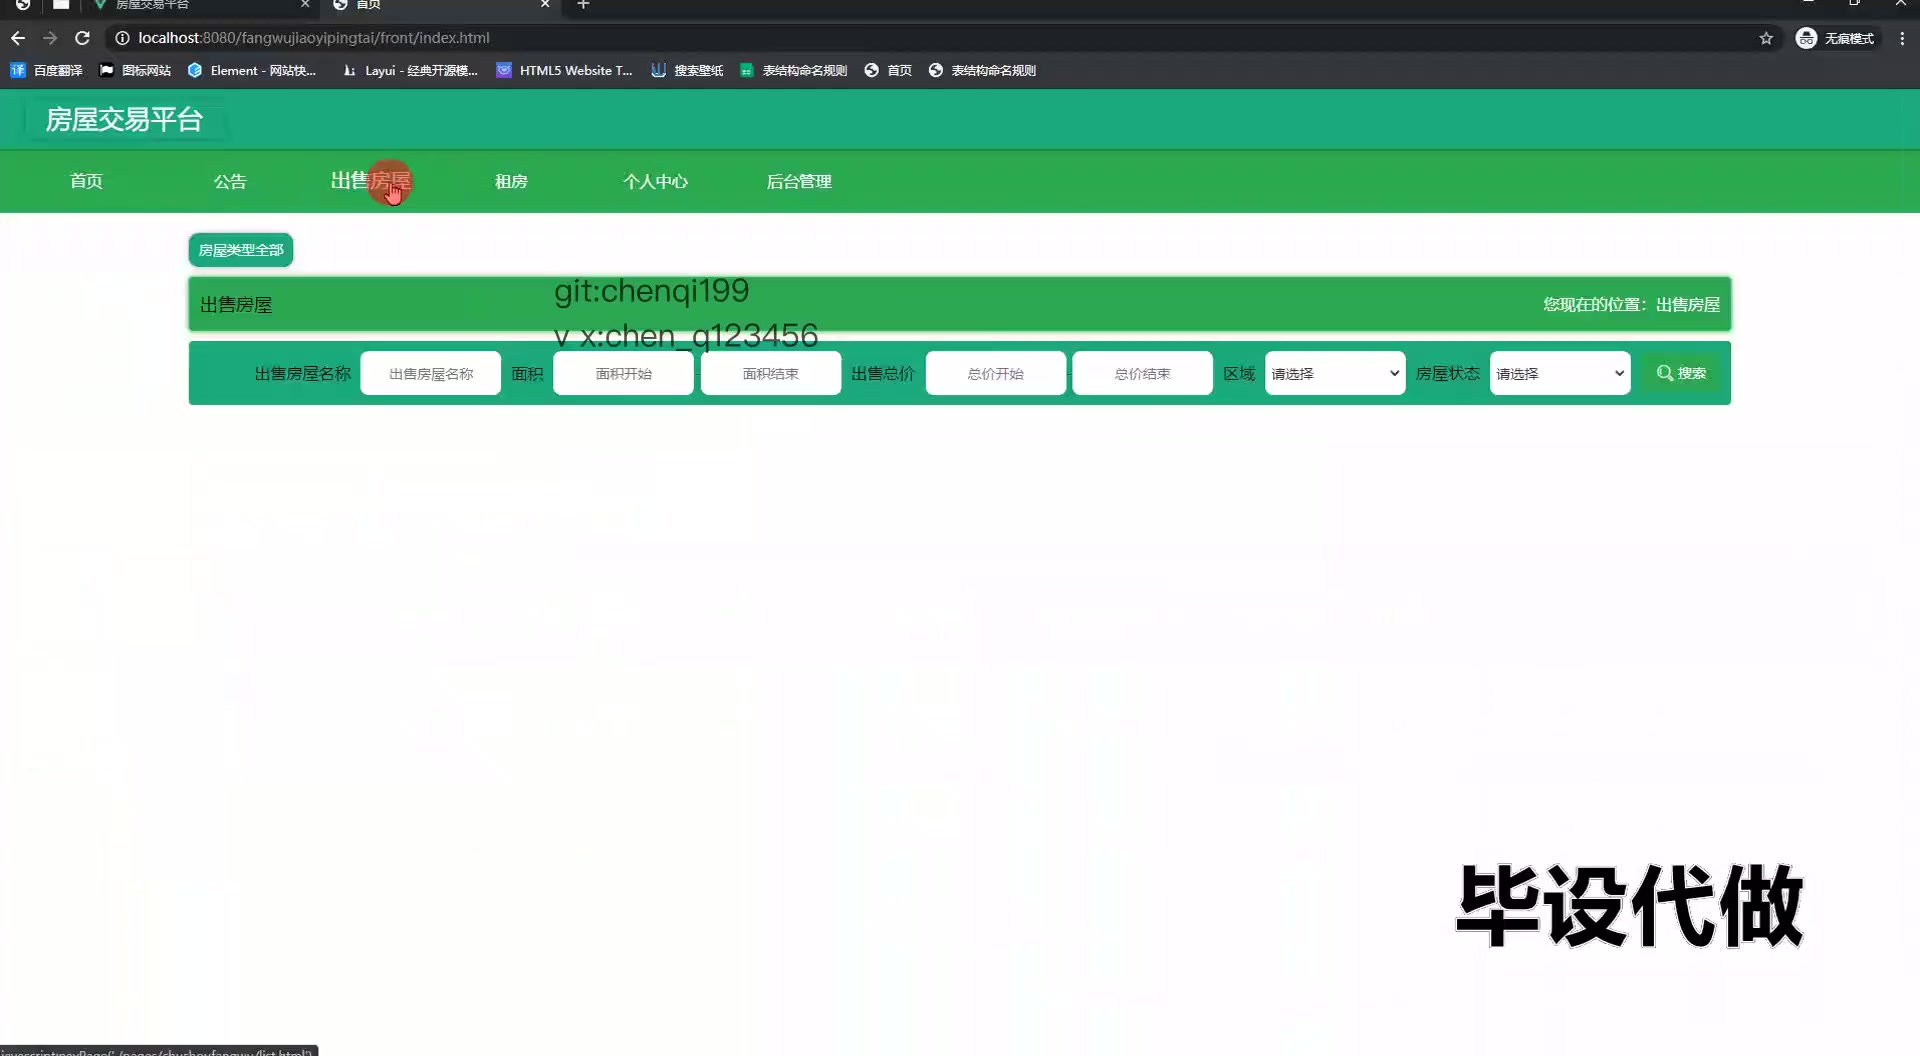 房屋交易平台
首页
localhost:8080/fangwujiaoyipingtai/front/index.html
无痕模式
百度翻译
图标网站
Element - 网站快...
Layui - 经典开源模...
HTML5 Website T...
搜索壁纸
表结构命名规则
首页
表结构命名规则
房屋交易平台
首页
公告
出售房屋
租房
个人中心
后台管理
房屋类型全部
出售房屋
您现在的位置：出售房屋
git:chenqi199
v x:chen_q123456
出售房屋名称
出售房屋名称
面积
面积开始
面积结束
出售总价
总价开始
总价结束
区域
请选择
房屋状态
请选择
搜索
毕设代做